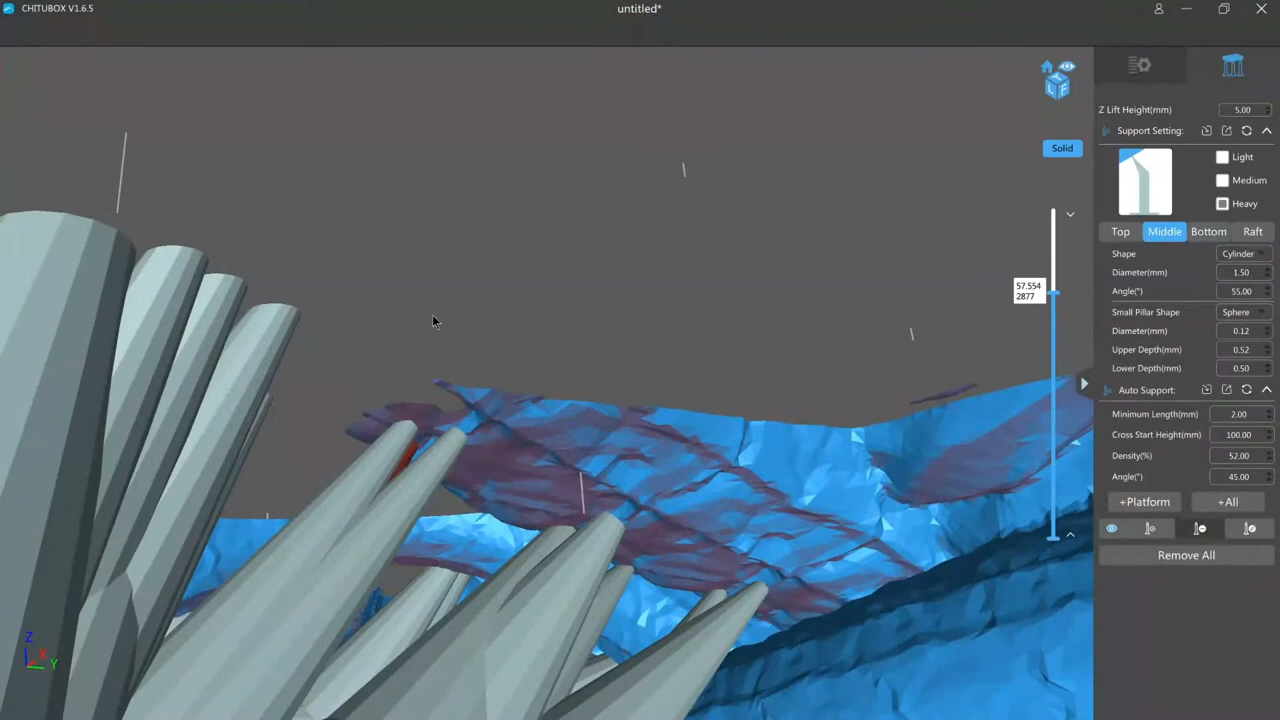 CHITUBOX V1.6.5
untitled*
Z Lift Height(mm) 5.00
Support Setting:
Light
Medium
Heavy
Top Middle Bottom Raft
Shape Cylinder
Diameter(mm) 1.50
Angle(°) 55.00
Small Pillar Shape Sphere
Diameter(mm) 0.12
Upper Depth(mm) 0.52
Lower Depth(mm) 0.50
Auto Support:
Minimum Length(mm) 2.00
Cross Start Height(mm) 100.00
Density(%) 52.00
Angle(°) 45.00
+Platform +All
Remove All
Solid
57.554
2877
T
L F
Z
X
Y